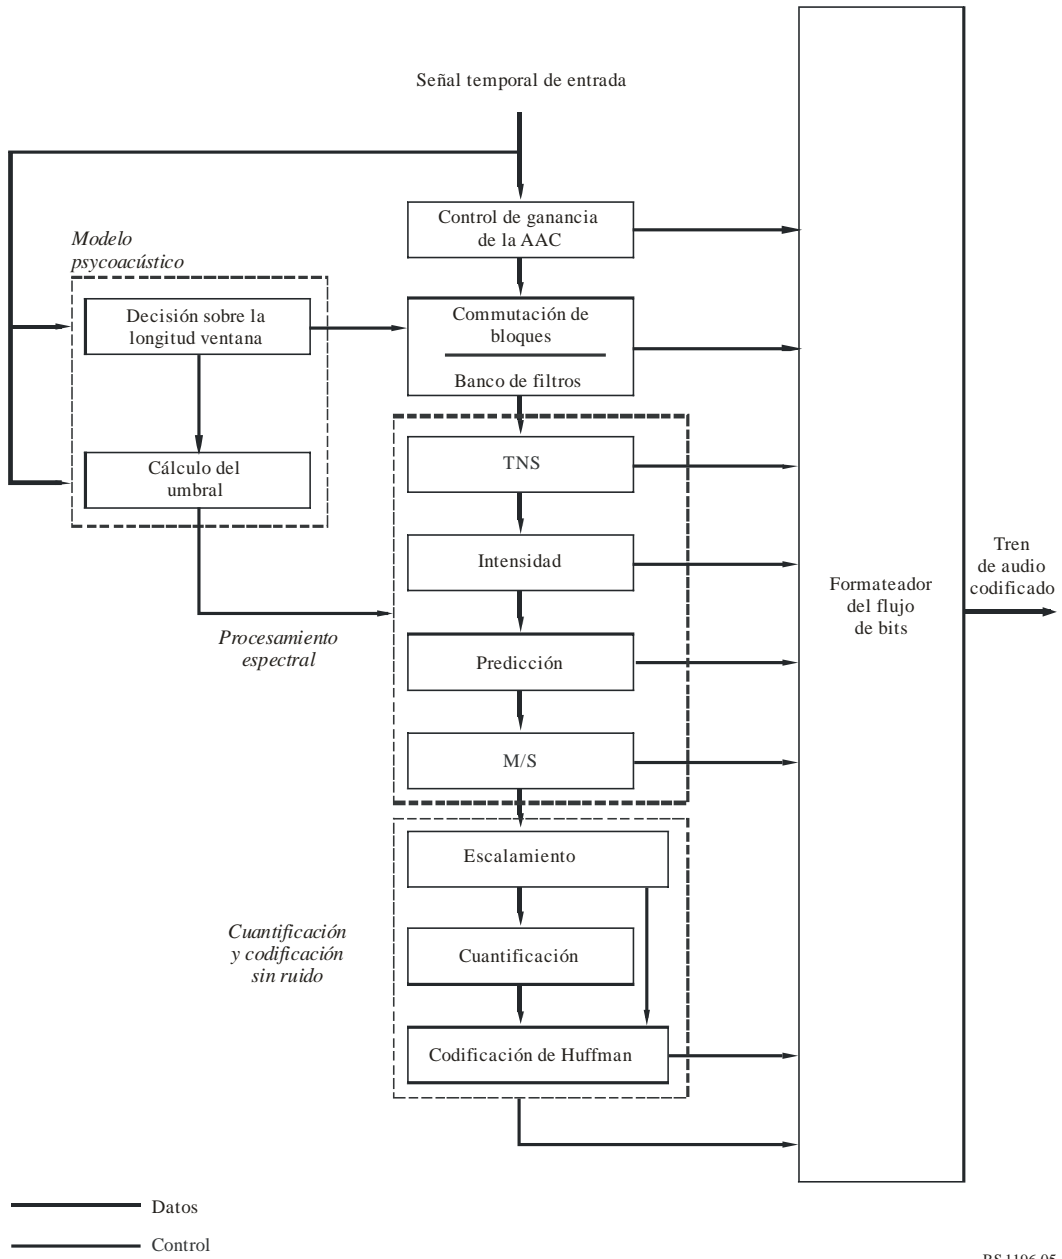 Señal temporal de entrada
Control de ganancia
de la AAC
Modelo
psycoacústico
Decisión sobre la
longitud ventana
Commutación de
bloques
Banco de filtros
Cálculo del
umbral
TNS
Intensidad
Procesamiento
espectral
Predicción
M/S
Formateador
del flujo
de bits
Tren
de audio
codificado
Escalamiento
Cuantificación
y codificación
sin ruido
Cuantificación
Codificación de Huffman
Datos
Control
BS.1196-05